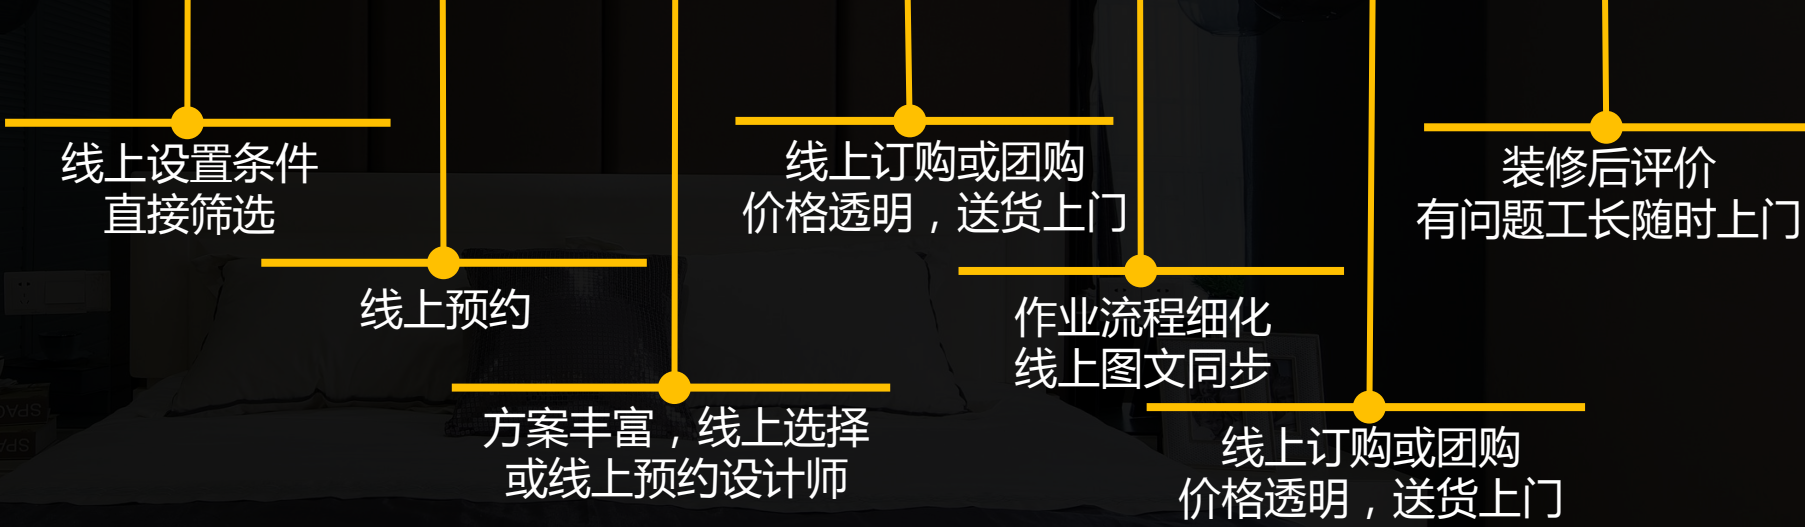 线上设置条件
直接筛选
线上预约
方案丰富，线上选择
或线上预约设计师
线上订购或团购
价格透明，送货上门
作业流程细化
线上图文同步
线上订购或团购
价格透明，送货上门
装修后评价
有问题工长随时上门